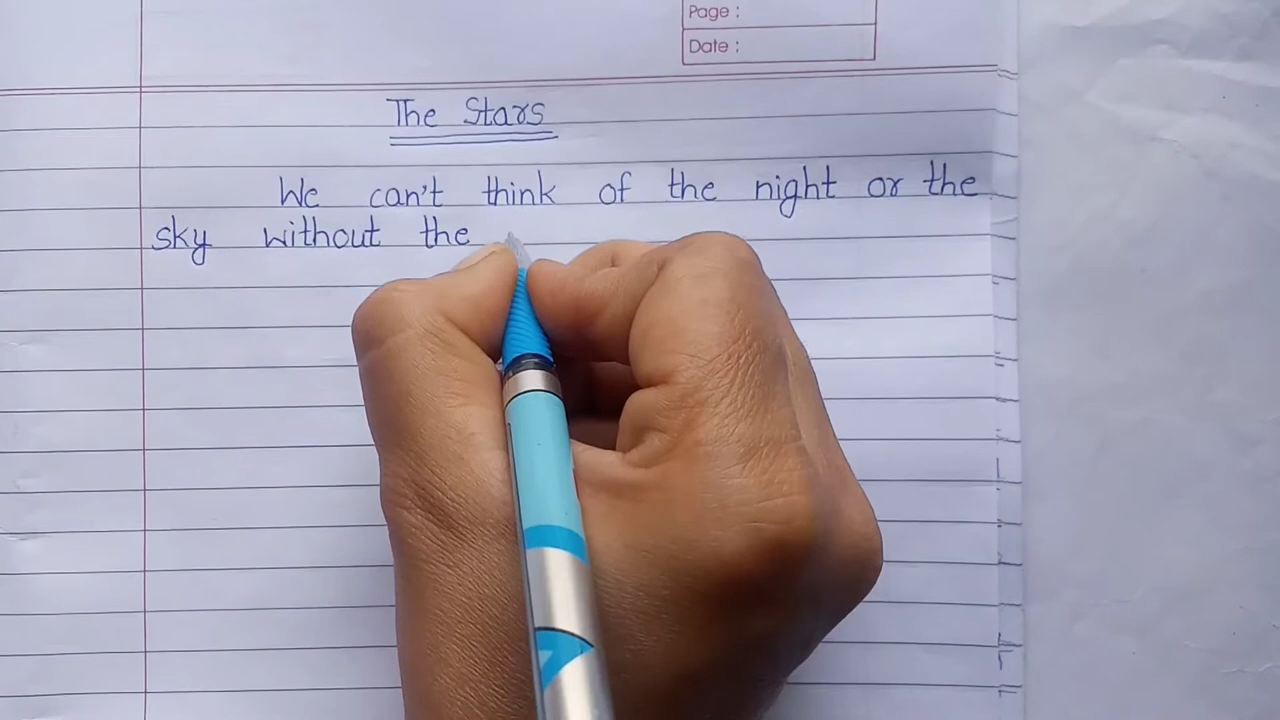 Page :
Date :
The Stars
We can't think of the night or the
sky without the